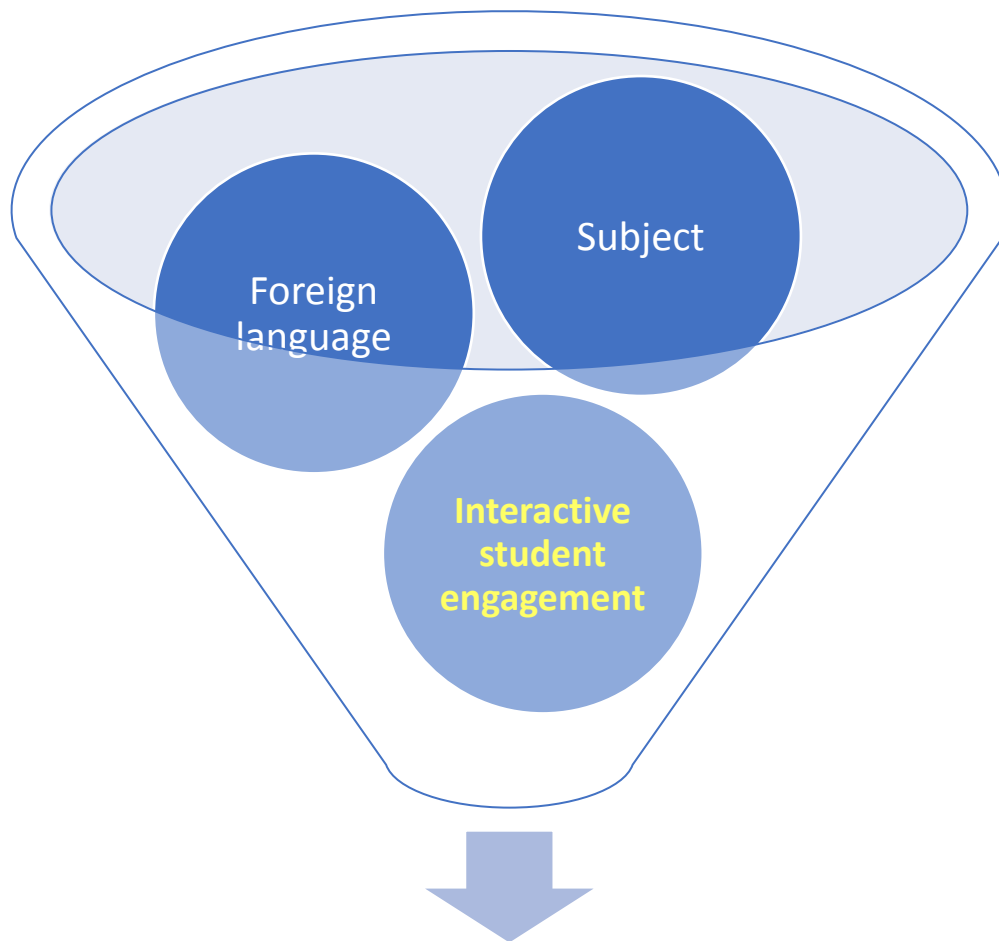 Subject
Foreign
language
Interactive
student
engagement